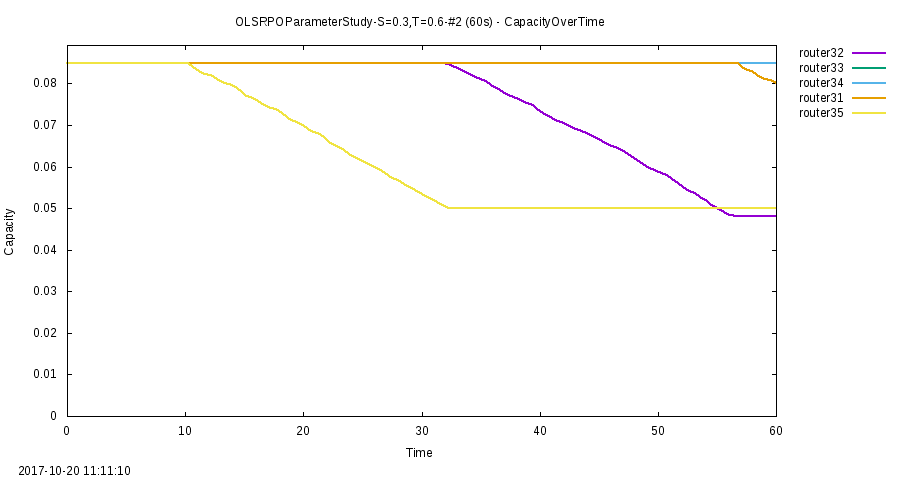 OLSRPOParameterStudy-S=0.3,T=0.6-#2 (60s) - CapacityOverTime
router32
router33
router34
router31
router35
0.08
0.07
0.06
0.05
0.04
0.03
0.02
0.01
0
Capacity
0 10 20 30 40 50 60
Time
2017-10-20 11:11:10